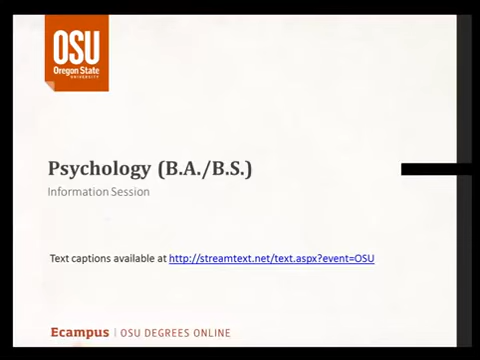 OSU
Oregon State
UNIVERSITY
Psychology (B.A./B.S.)
Information Session
Text captions available at http://streamtext.net/text.aspx?event=OSU
Ecampus | OSU DEGREES ONLINE